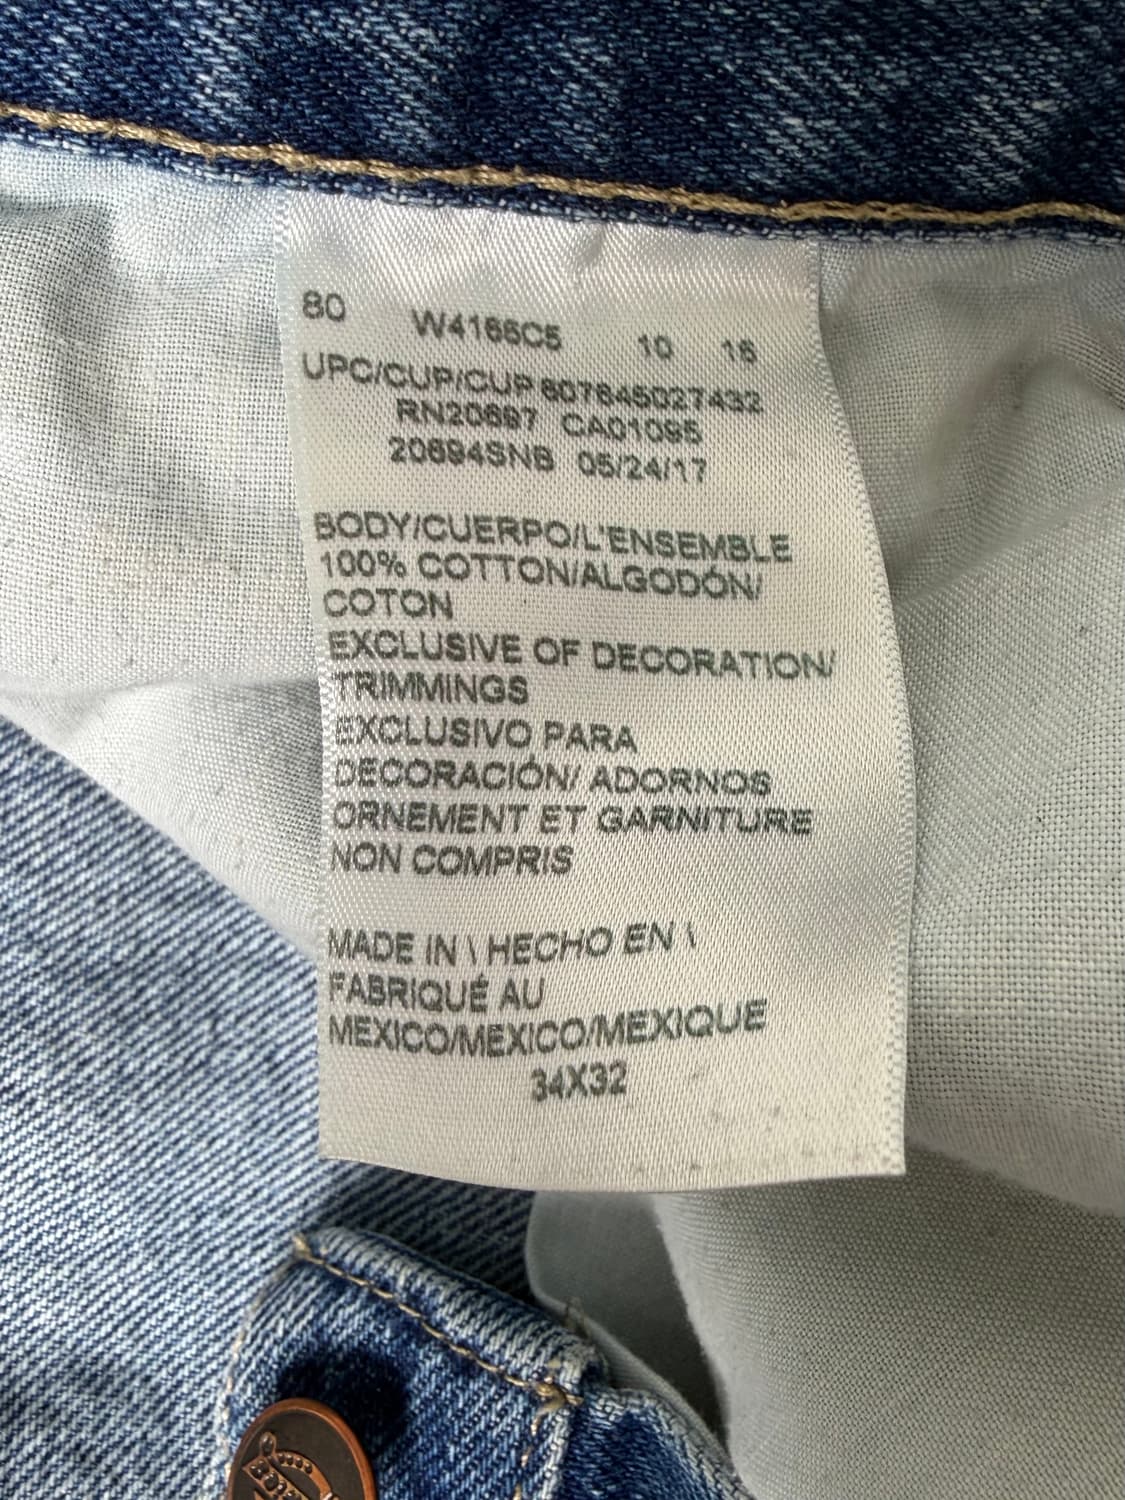 80 W4166C5 10 16
UPC/CUP/CUP 607645027432
RN20697 CA01095
20694SNB 05/24/17
BODY/CUERPO/L'ENSEMBLE
100% COTTON/ALGODÓN/
COTON
EXCLUSIVE OF DECORATION/
TRIMMINGS
EXCLUSIVO PARA
DECORACIÓN/ ADORNOS
ORNEMENT ET GARNITURE
NON COMPRIS
MADE IN \ HECHO EN \
FABRIQUÉ AU
MEXICO/MEXICO/MEXIQUE
34X32